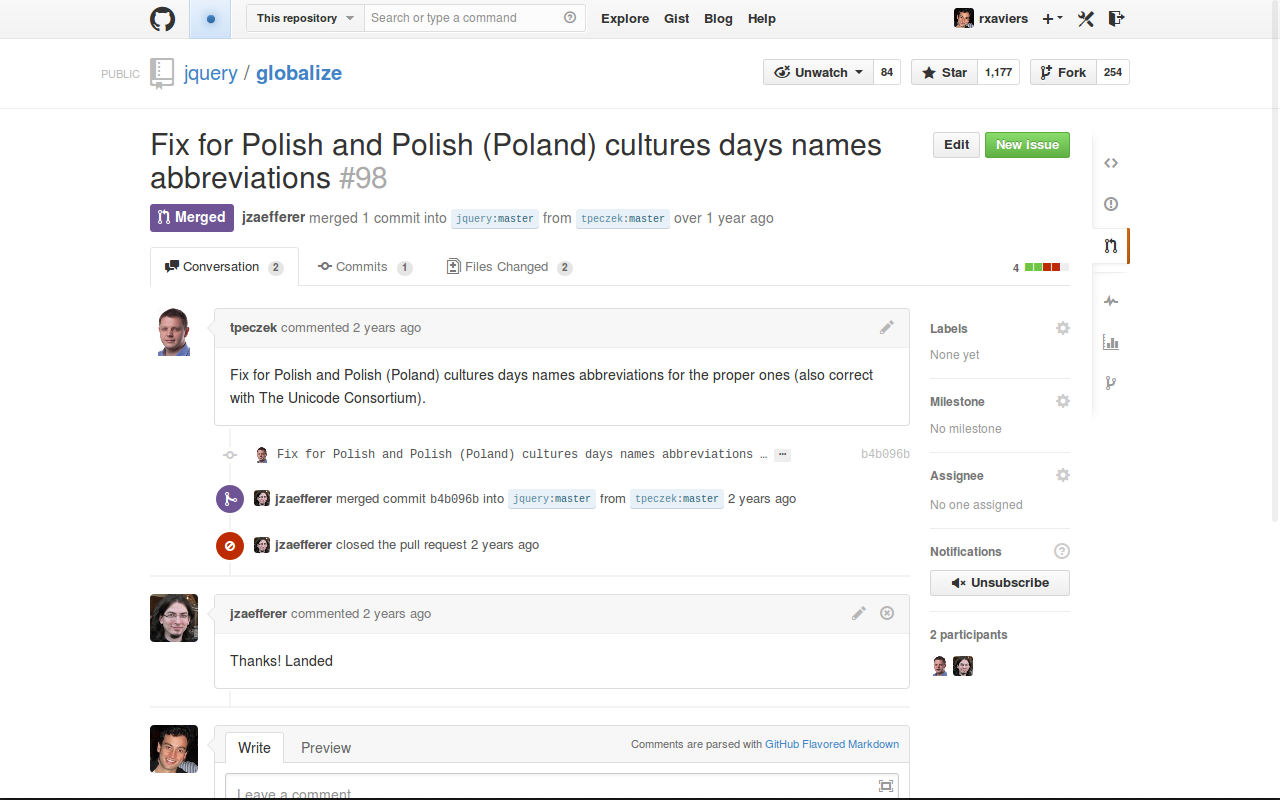 This repository
Search or type a command
Explore Gist Blog Help
rxaviers
PUBLIC
jquery / globalize
Unwatch 84
Star 1,177
Fork 254
Fix for Polish and Polish (Poland) cultures days names
abbreviations #98
Edit
New issue
Merged jzaefferer merged 1 commit into jquery:master from tpeczek:master over 1 year ago
Conversation 2
Commits 1
Files Changed 2
4
tpeczek commented 2 years ago
Fix for Polish and Polish (Poland) cultures days names abbreviations for the proper ones (also correct
with The Unicode Consortium).
Fix for Polish and Polish (Poland) cultures days names abbreviations … b4b096b
jzaefferer merged commit b4b096b into jquery:master from tpeczek:master 2 years ago
jzaefferer closed the pull request 2 years ago
jzaefferer commented 2 years ago
Thanks! Landed
Write
Preview
Comments are parsed with GitHub Flavored Markdown
Leave a comment
Labels
None yet
Milestone
No milestone
Assignee
No one assigned
Notifications
Unsubscribe
2 participants